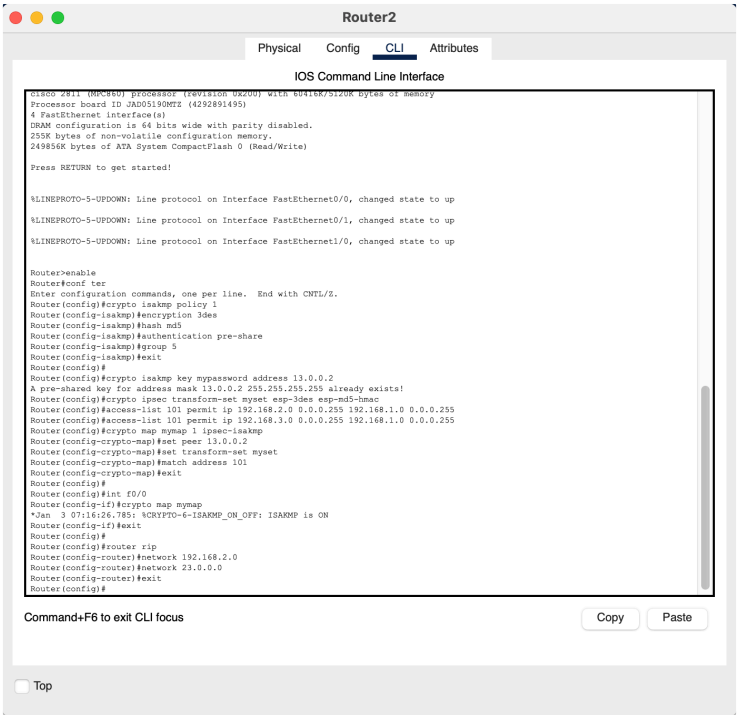 Router2
Physical Config CLI Attributes
IOS Command Line Interface
cisco 2811 (MPC860) processor (revision 0x200) with 60416K/5120K bytes of memory
Processor board ID JAD05190MTZ (4292891495)
4 FastEthernet interface(s)
DRAM configuration is 64 bits wide with parity disabled.
255K bytes of non-volatile configuration memory.
249856K bytes of ATA System CompactFlash 0 (Read/Write)
Press RETURN to get started!
%LINEPROTO-5-UPDOWN: Line protocol on Interface FastEthernet0/0, changed state to up
%LINEPROTO-5-UPDOWN: Line protocol on Interface FastEthernet0/1, changed state to up
%LINEPROTO-5-UPDOWN: Line protocol on Interface FastEthernet1/0, changed state to up
Router>enable
Router#conf ter
Enter configuration commands, one per line.  End with CNTL/Z.
Router(config)#crypto isakmp policy 1
Router(config-isakmp)#encryption 3des
Router(config-isakmp)#hash md5
Router(config-isakmp)#authentication pre-share
Router(config-isakmp)#group 5
Router(config-isakmp)#exit
Router(config)#
Router(config)#crypto isakmp key mypassword address 13.0.0.2
A pre-shared key for address mask 13.0.0.2 255.255.255.255 already exists!
Router(config)#crypto ipsec transform-set myset esp-3des esp-md5-hmac
Router(config)#access-list 101 permit ip 192.168.2.0 0.0.0.255 192.168.1.0 0.0.0.255
Router(config)#access-list 101 permit ip 192.168.3.0 0.0.0.255 192.168.1.0 0.0.0.255
Router(config)#crypto map mymap 1 ipsec-isakmp
Router(config-crypto-map)#set peer 13.0.0.2
Router(config-crypto-map)#set transform-set myset
Router(config-crypto-map)#match address 101
Router(config-crypto-map)#exit
Router(config)#
Router(config)#int f0/0
Router(config-if)#crypto map mymap
*Jan  3 07:16:26.785: %CRYPTO-6-ISAKMP_ON_OFF: ISAKMP is ON
Router(config-if)#exit
Router(config)#
Router(config)#router rip
Router(config-router)#network 192.168.2.0
Router(config-router)#network 23.0.0.0
Router(config-router)#exit
Router(config)#
Command+F6 to exit CLI focus
Copy Paste
Top